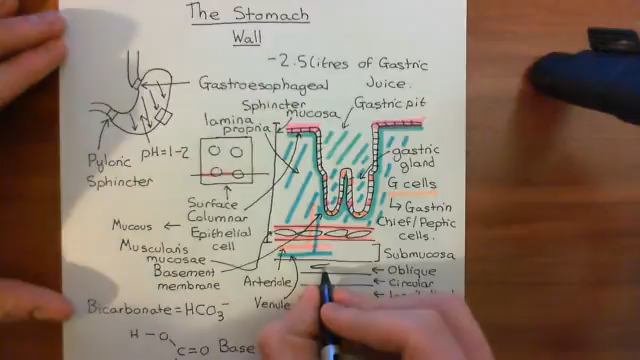 The Stomach
Wall
-2.5 Litres of Gastric
Juice.
Gastroesophageal
Sphincter
mucosa
Gastric pit
lamina
propria
pH=1-2
Pyloric
Sphincter
gastric
gland
G cells
↳ Gastrin
Chief/Peptic
cells.
Surface
Columnar
Epithelial
cell
Mucous ←
Muscularis
mucosae
Basement
membrane
Submucosa
Arteriole
Venule
← Oblique
← Circular
Bicarbonate = HCO3-
H-O
C=O
Base